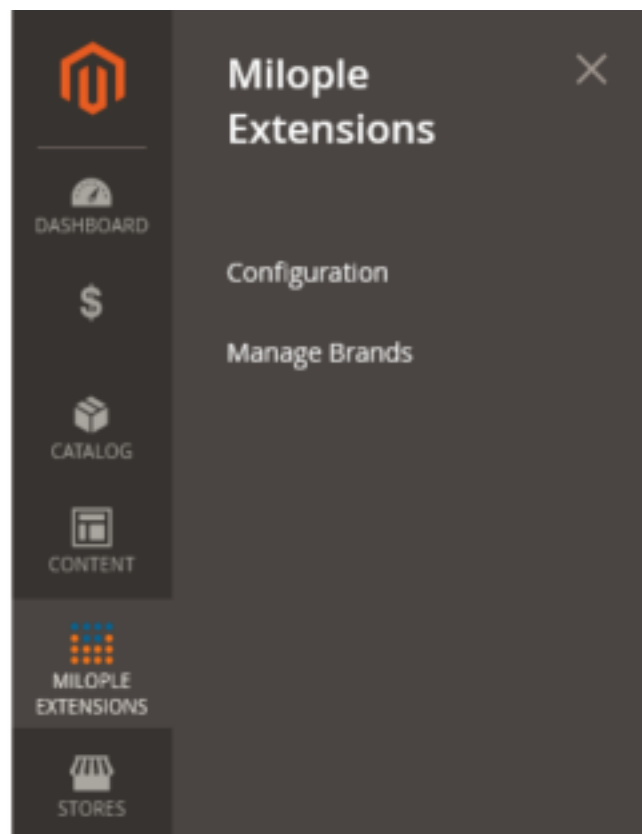 Milople
Extensions
Configuration
Manage Brands
DASHBOARD
$
CATALOG
CONTENT
MILOPLE
EXTENSIONS
STORES